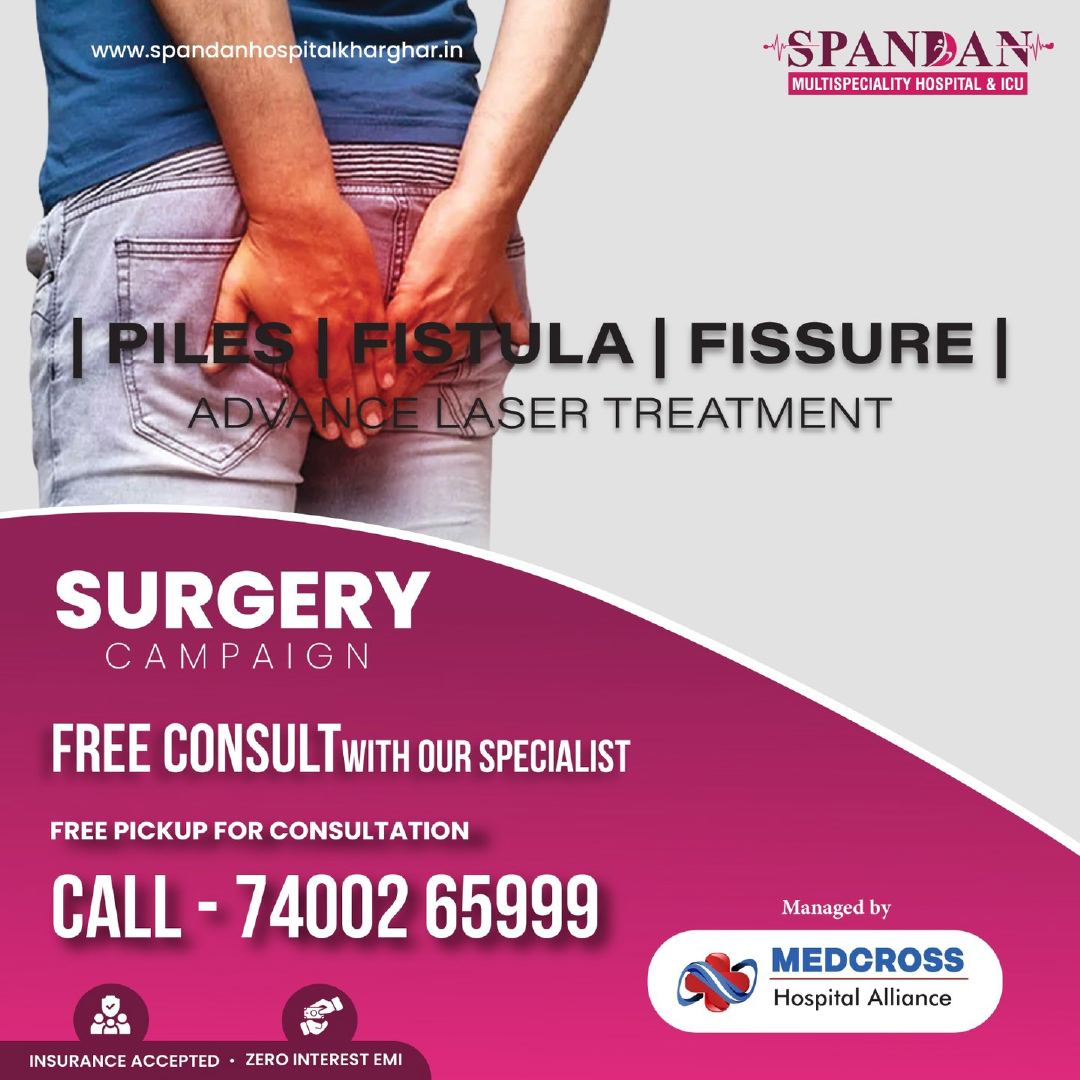 www.spandanhospitalkharghar.in
SPANDAN
MULTISPECIALITY HOSPITAL & ICU
| PILES | FISTULA | FISSURE |
ADVANCE LASER TREATMENT
SURGERY
CAMPAIGN
FREE CONSULT WITH OUR SPECIALIST
FREE PICKUP FOR CONSULTATION
CALL - 74002 65999
Managed by
MEDCROSS
Hospital Alliance
INSURANCE ACCEPTED • ZERO INTEREST EMI